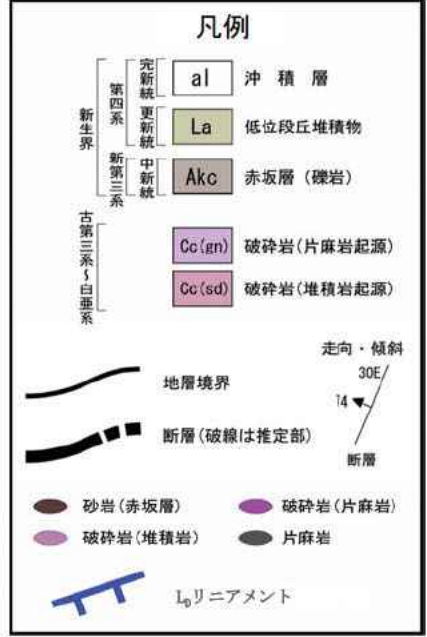 凡例
新生界
第四系
完新統
al 沖積層
更新統
La 低位段丘堆積物
新第三系
中新統
Akc 赤坂層（礫岩）
古第三系～白亜系
Cc(gn) 破砕岩(片麻岩起源)
Cc(sd) 破砕岩(堆積岩起源)
走向・傾斜
30E
74
断層
地層境界
断層(破線は推定部)
砂岩(赤坂層) 破砕岩(片麻岩)
破砕岩(堆積岩) 片麻岩
LDリニアメント